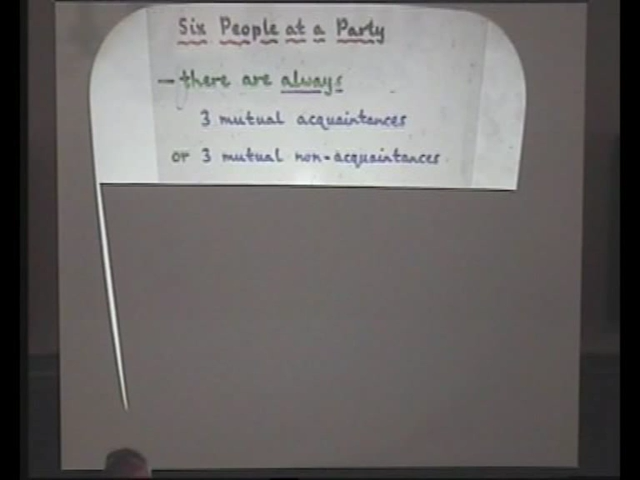 Six People at a Party
- there are always
3 mutual acquaintances
or 3 mutual non-acquaintances